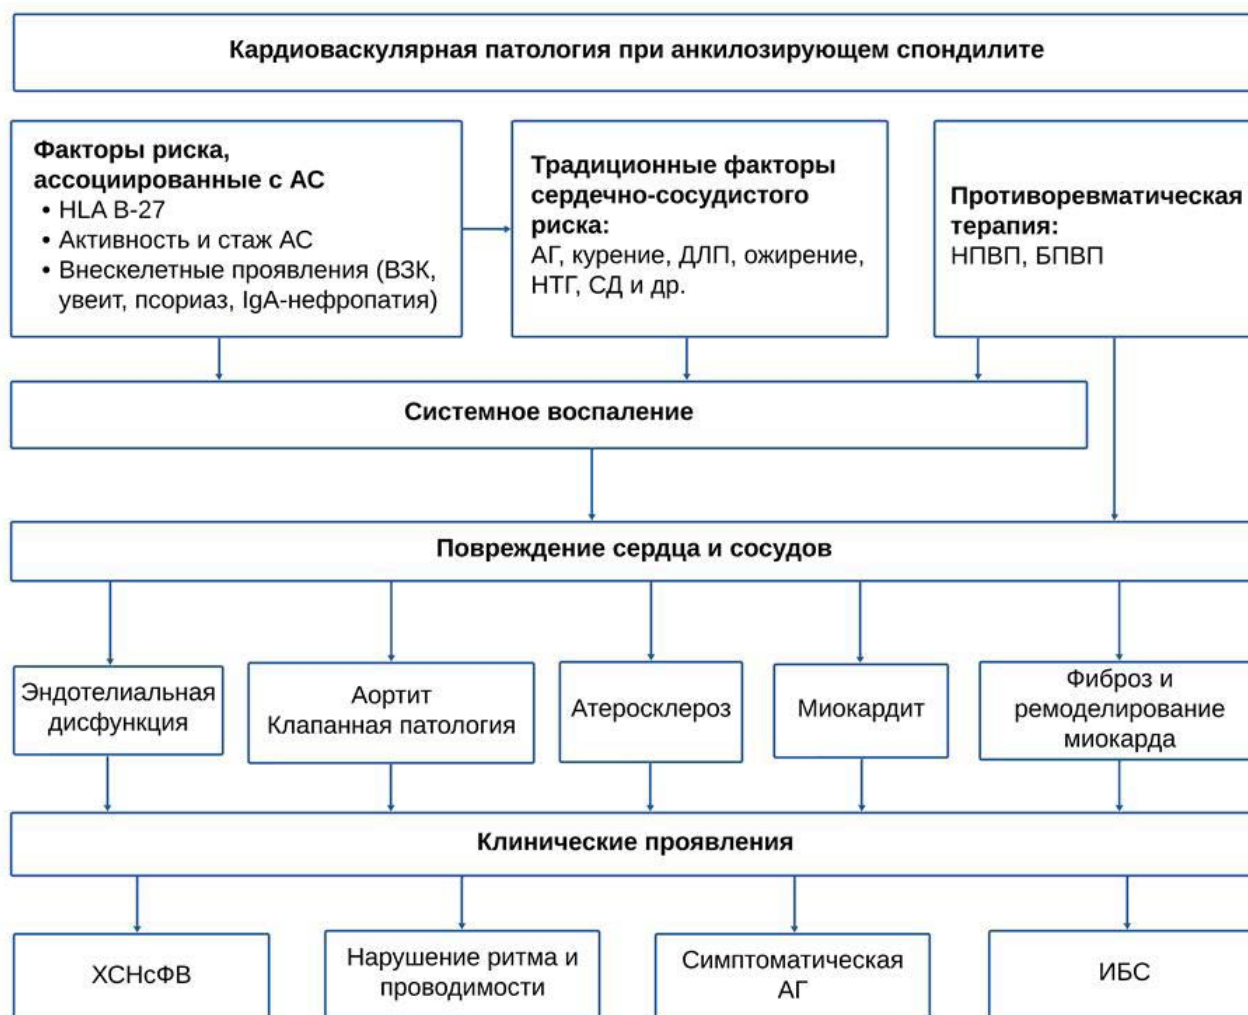 Кардиоваскулярная патология при анкилозирующем спондилите
Факторы риска,
ассоциированные с АС
• HLA B-27
• Активность и стаж АС
• Внескелетные проявления (ВЗК,
увеит, псориаз, IgA-нефропатия)
Традиционные факторы
сердечно-сосудистого
риска:
АГ, курение, ДЛП, ожирение,
НТГ, СД и др.
Противоревматическая
терапия:
НПВП, БПВП
Системное воспаление
Повреждение сердца и сосудов
Эндотелиальная
дисфункция
Аортит
Клапанная патология
Атеросклероз
Миокардит
Фиброз и
ремоделирование
миокарда
Клинические проявления
ХСНсФВ
Нарушение ритма и
проводимости
Симптоматическая
АГ
ИБС